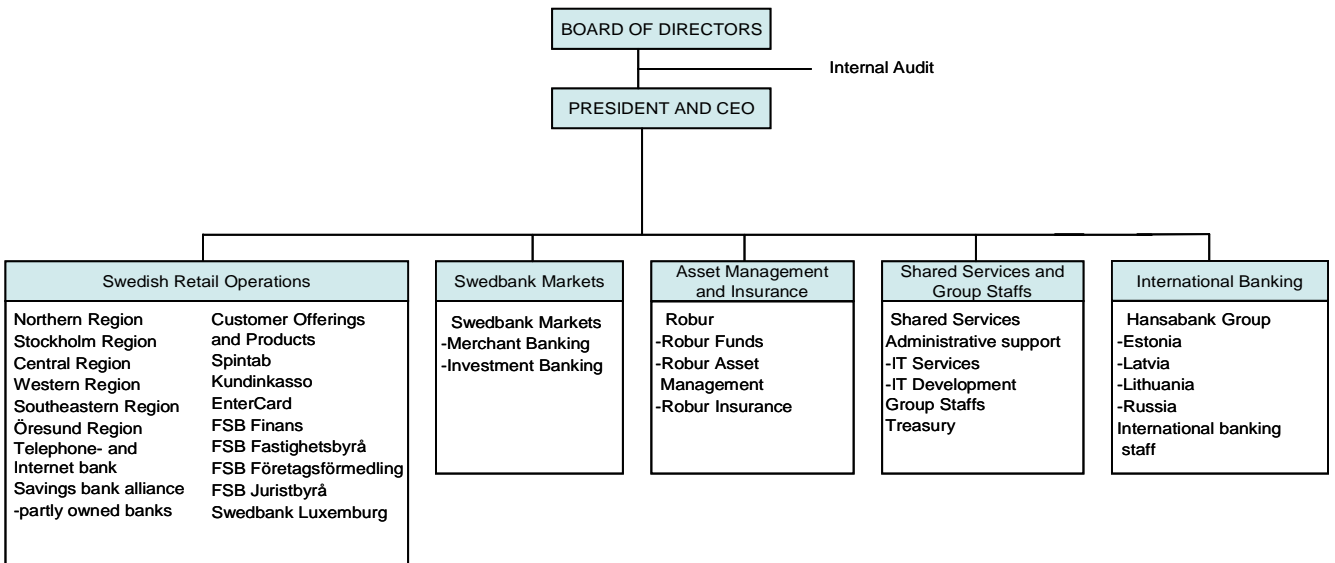 BOARD OF DIRECTORS
Internal Audit
PRESIDENT AND CEO
Swedish Retail Operations
Northern Region
Stockholm Region
Central Region
Western Region
Southeastern Region
Öresund Region
Telephone- and
Internet bank
Savings bank alliance
-partly owned banks
Customer Offerings
and Products
Spintab
Kundinkasso
EnterCard
FSB Finans
FSB Fastighetsbyrå
FSB Företagsförmedling
FSB Juristbyrå
Swedbank Luxemburg
Swedbank Markets
Swedbank Markets
-Merchant Banking
-Investment Banking
Asset Management
and Insurance
Robur
-Robur Funds
-Robur Asset
Management
-Robur Insurance
Shared Services and
Group Staffs
Shared Services
Administrative support
-IT Services
-IT Development
Group Staffs
Treasury
International Banking
Hansabank Group
-Estonia
-Latvia
-Lithuania
-Russia
International banking
staff